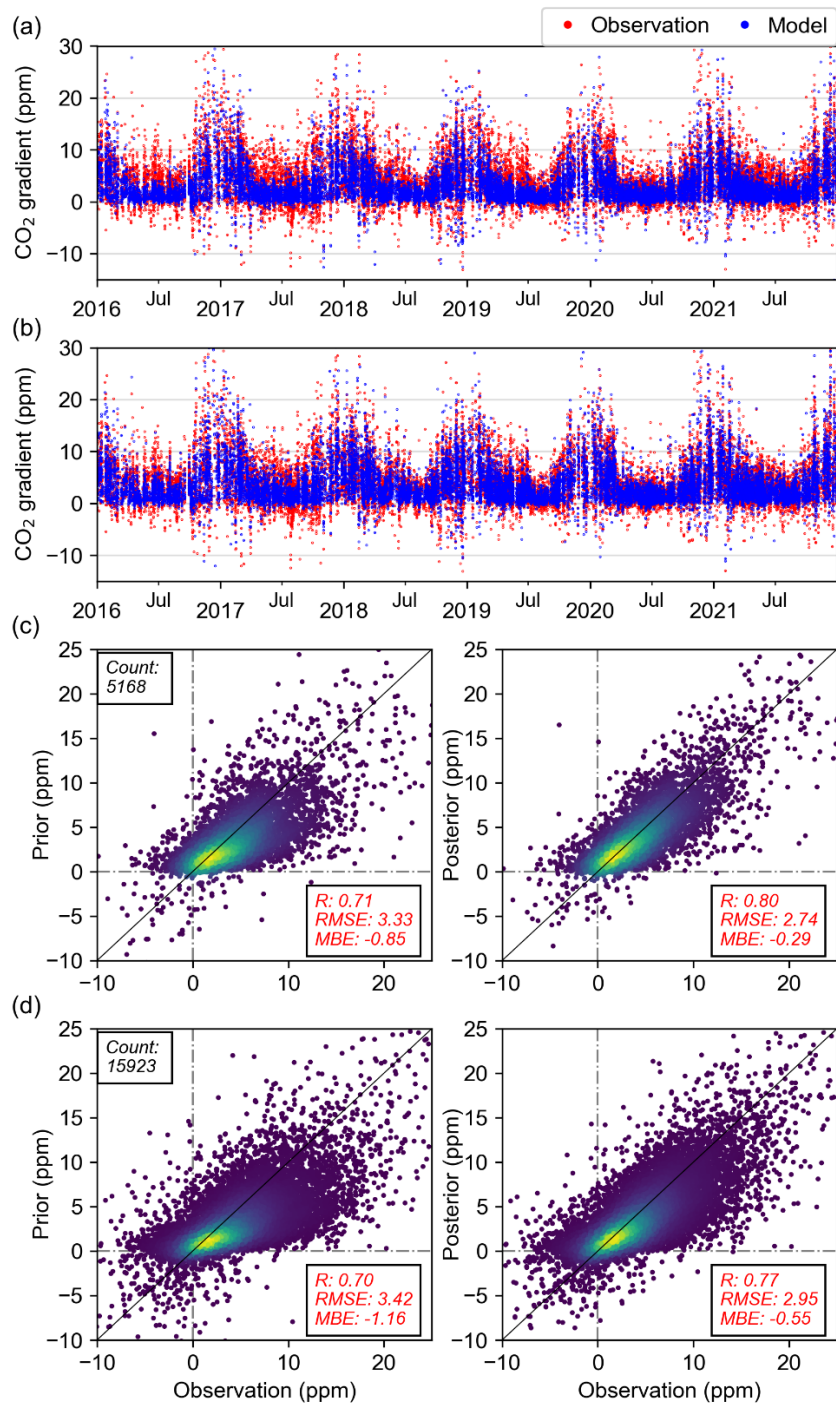 (a)
Observation Model
CO₂ gradient (ppm)
30
20
10
0
−10
2016 Jul 2017 Jul 2018 Jul 2019 Jul 2020 Jul 2021 Jul
(b)
CO₂ gradient (ppm)
30
20
10
0
−10
2016 Jul 2017 Jul 2018 Jul 2019 Jul 2020 Jul 2021 Jul
(c)
Prior (ppm)
25
20
15
10
5
0
−5
−10
−10 0 10 20
Count:
5168
R: 0.71
RMSE: 3.33
MBE: -0.85
Posterior (ppm)
25
20
15
10
5
0
−5
−10
−10 0 10 20
R: 0.80
RMSE: 2.74
MBE: -0.29
(d)
Prior (ppm)
25
20
15
10
5
0
−5
−10
−10 0 10 20
Observation (ppm)
Count:
15923
R: 0.70
RMSE: 3.42
MBE: -1.16
Posterior (ppm)
25
20
15
10
5
0
−5
−10
−10 0 10 20
Observation (ppm)
R: 0.77
RMSE: 2.95
MBE: -0.55